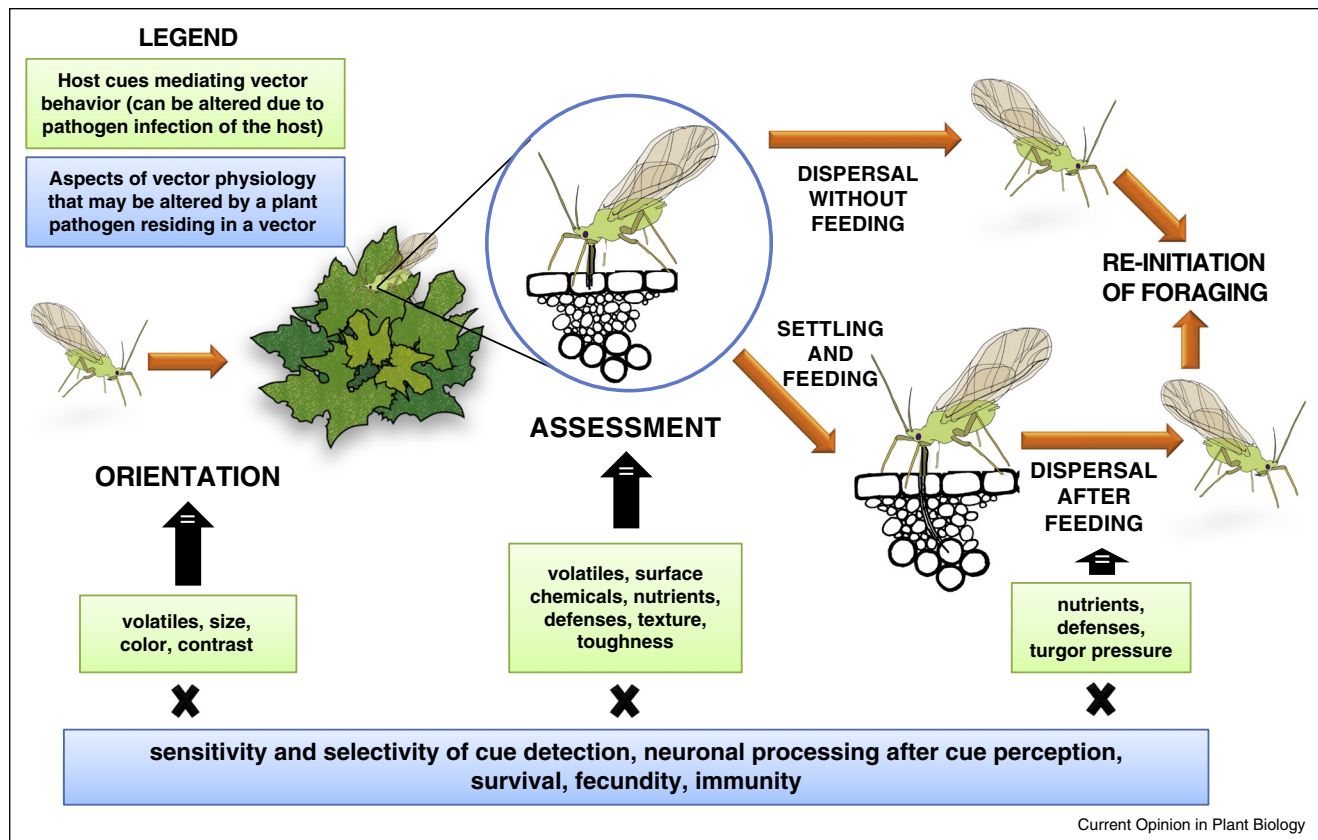 LEGEND
Host cues mediating vector
behavior (can be altered due to
pathogen infection of the host)
Aspects of vector physiology
that may be altered by a plant
pathogen residing in a vector
DISPERSAL
WITHOUT
FEEDING
RE-INITIATION
OF FORAGING
SETTLING
AND
FEEDING
ORIENTATION
ASSESSMENT
DISPERSAL
AFTER
FEEDING
=
=
=
volatiles, size,
color, contrast
volatiles, surface
chemicals, nutrients,
defenses, texture,
toughness
nutrients,
defenses,
turgor pressure
X
X
X
sensitivity and selectivity of cue detection, neuronal processing after cue perception,
survival, fecundity, immunity
Current Opinion in Plant Biology